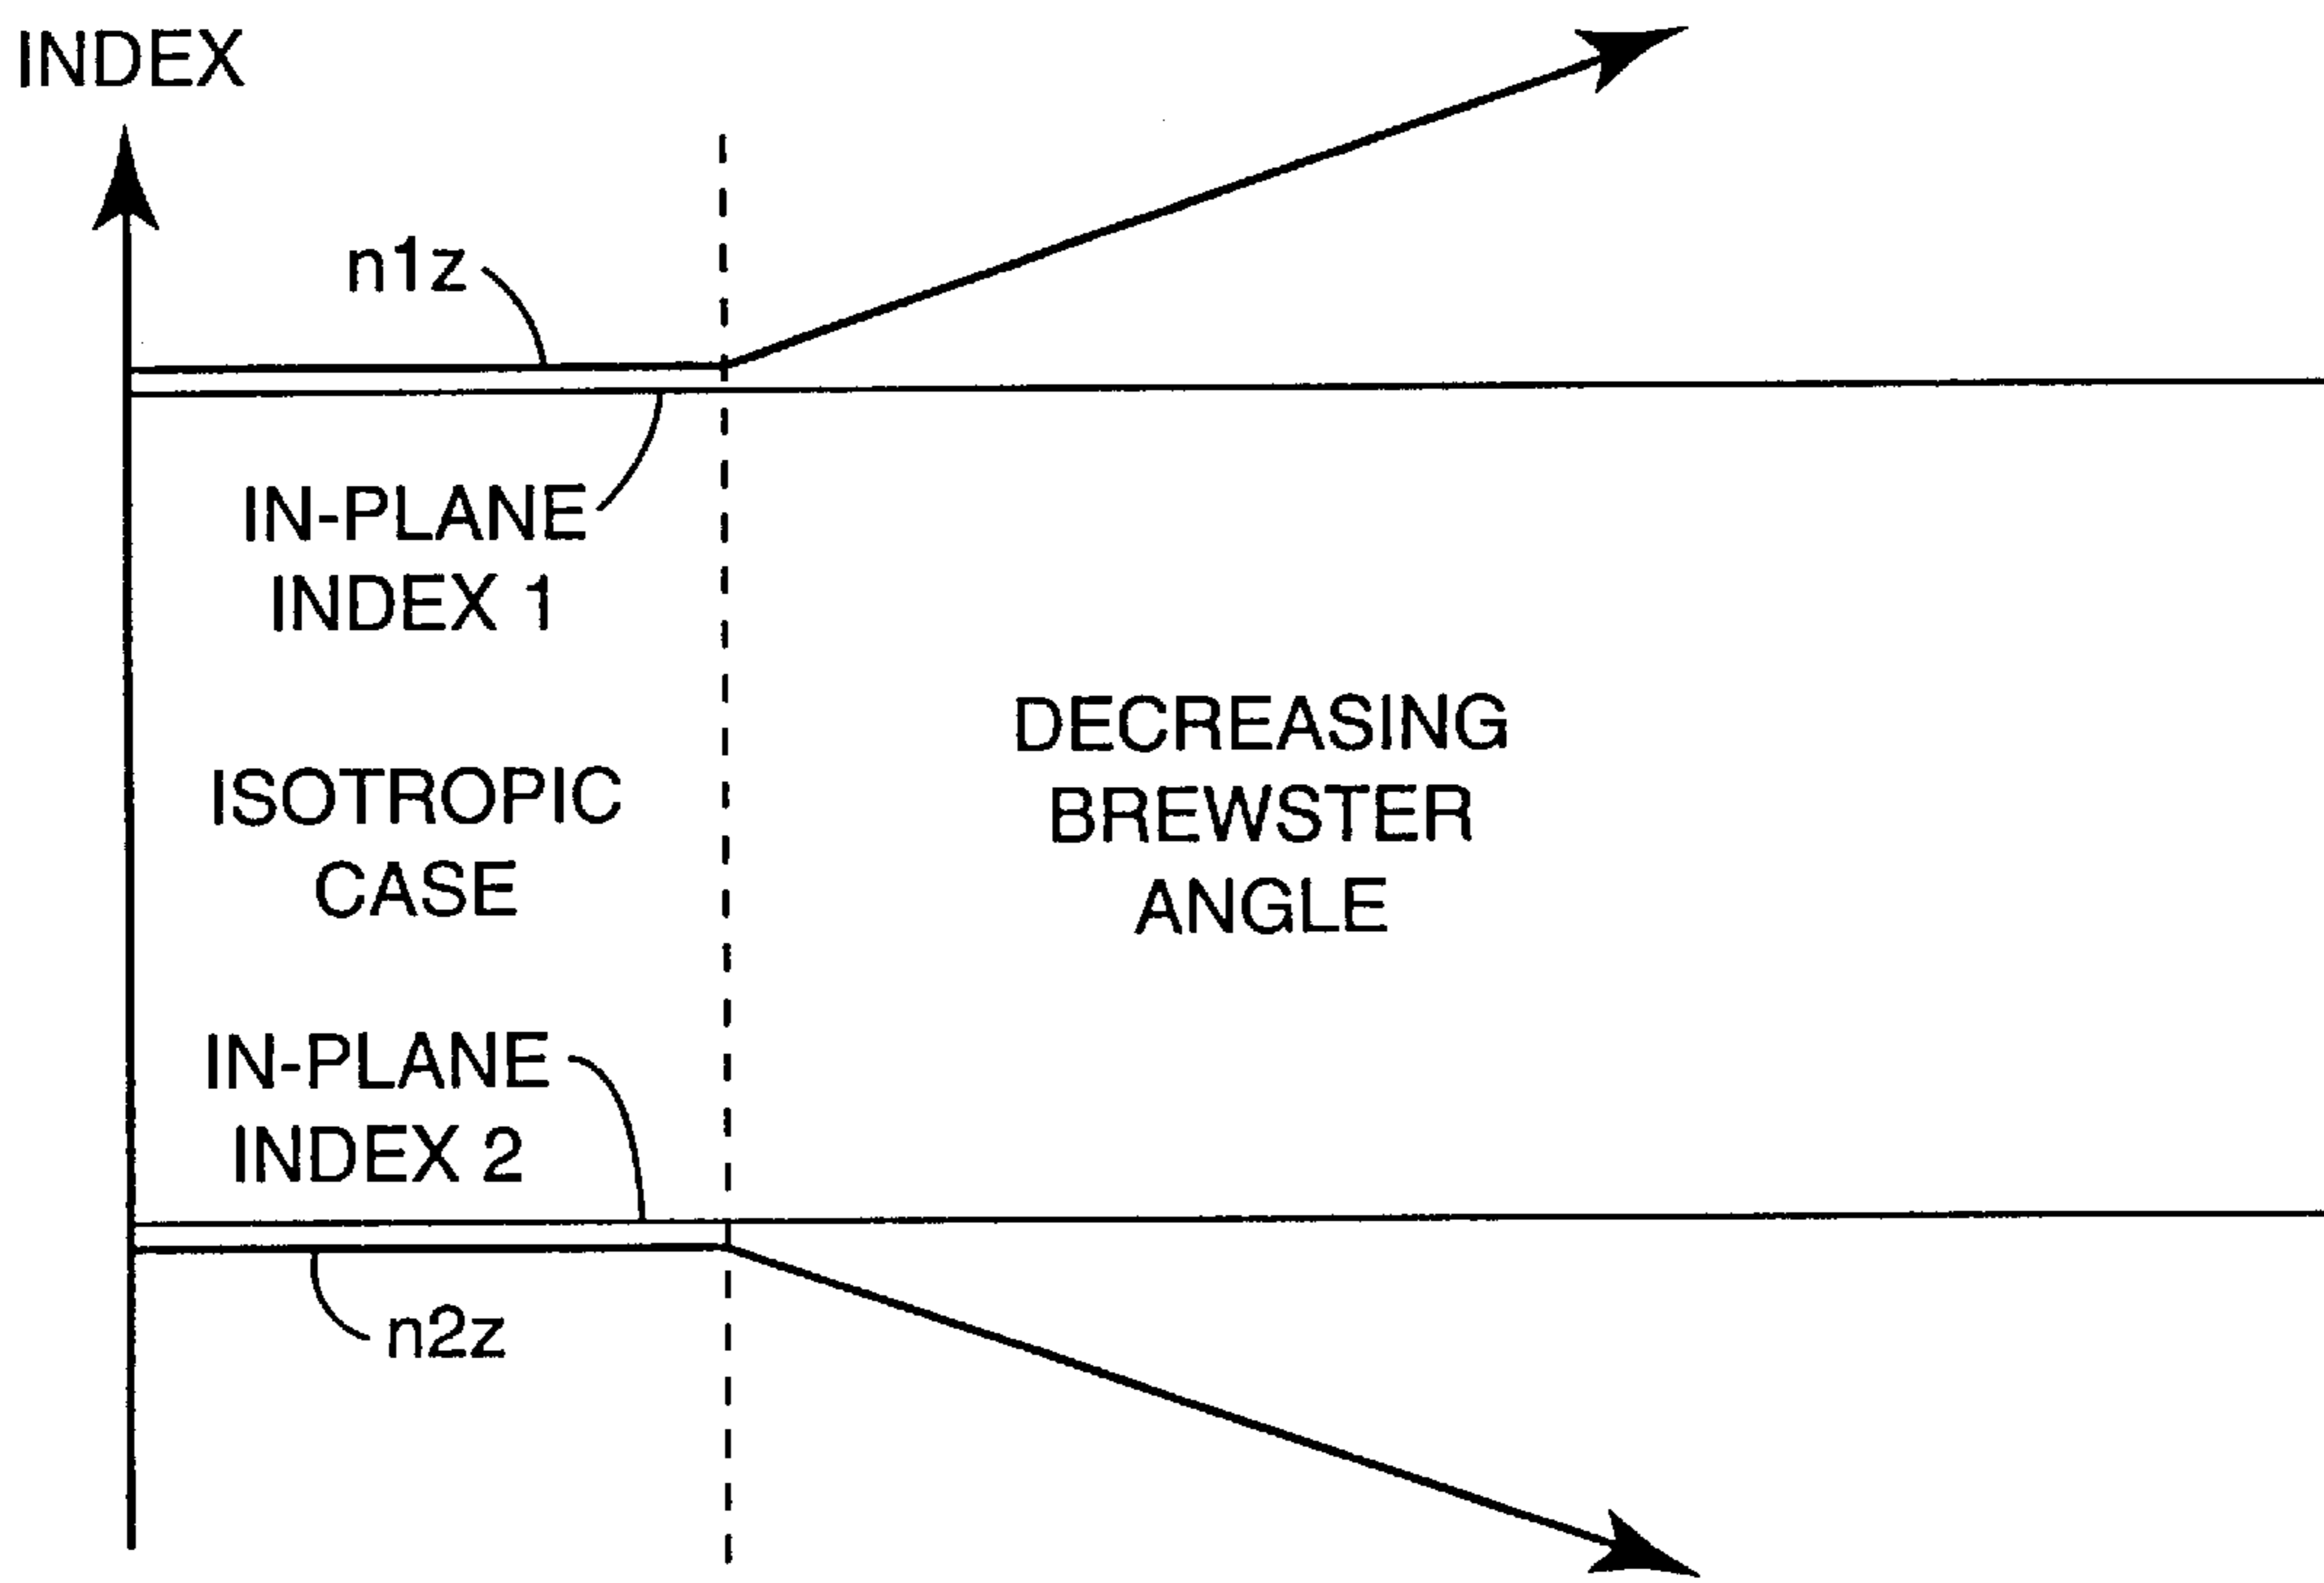 INDEX
n1z
IN-PLANE
INDEX 1
ISOTROPIC
CASE
DECREASING
BREWSTER
ANGLE
IN-PLANE
INDEX 2
n2z